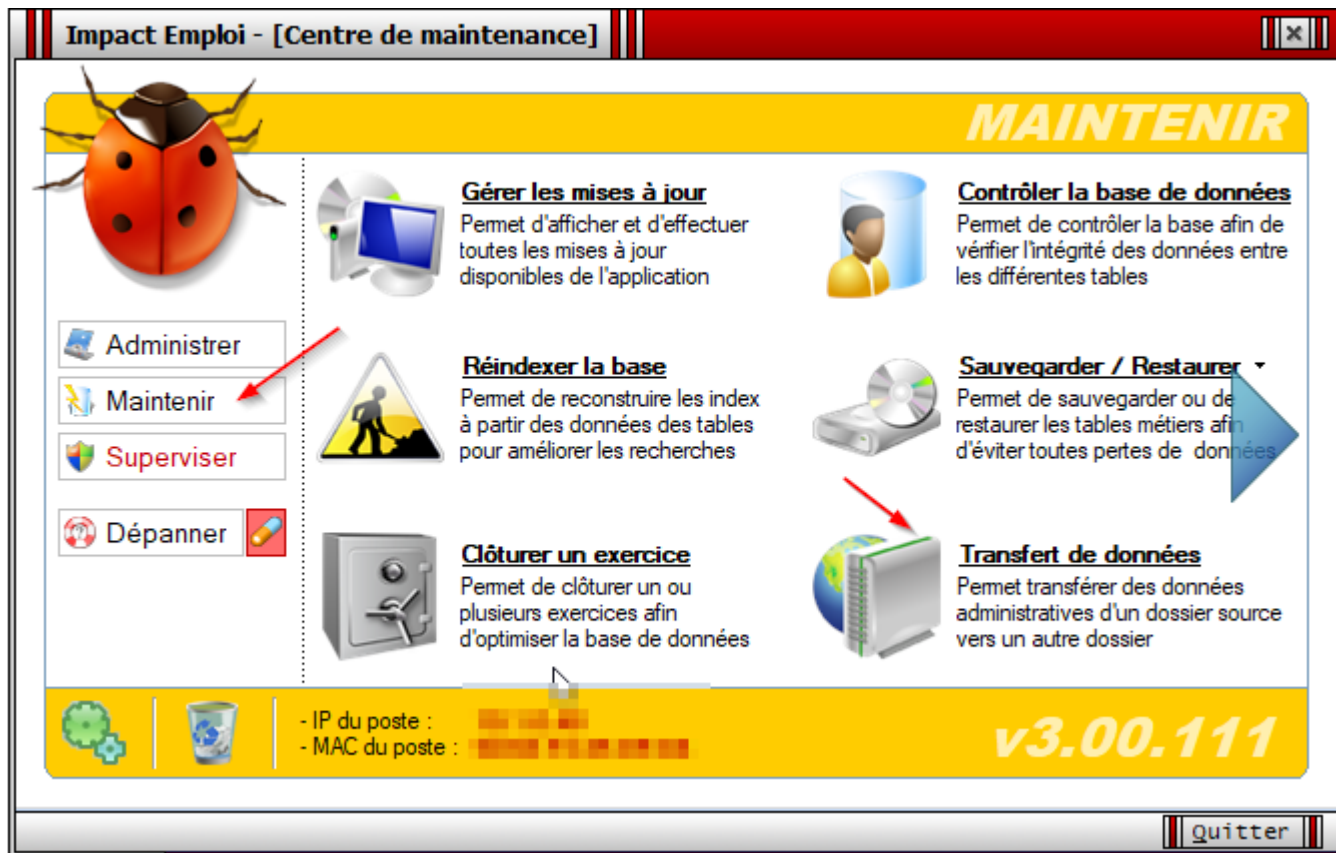 Impact Emploi - [Centre de maintenance]
MAINTENIR
Gérer les mises à jour
Permet d'afficher et d'effectuer
toutes les mises à jour
disponibles de l'application
Contrôler la base de données
Permet de contrôler la base afin de
vérifier l'intégrité des données entre
les différentes tables
Administrer
Maintenir
Superviser
Dépanner
Réindexer la base
Permet de reconstruire les index
à partir des données des tables
pour améliorer les recherches
Sauvegarder / Restaurer
Permet de sauvegarder ou de
restaurer les tables métiers afin
d'éviter toutes pertes de données
Clôturer un exercice
Permet de clôturer un ou
plusieurs exercices afin
d'optimiser la base de données
Transfert de données
Permet transférer des données
administratives d'un dossier source
vers un autre dossier
- IP du poste :
- MAC du poste :
v3.00.111
Quitter